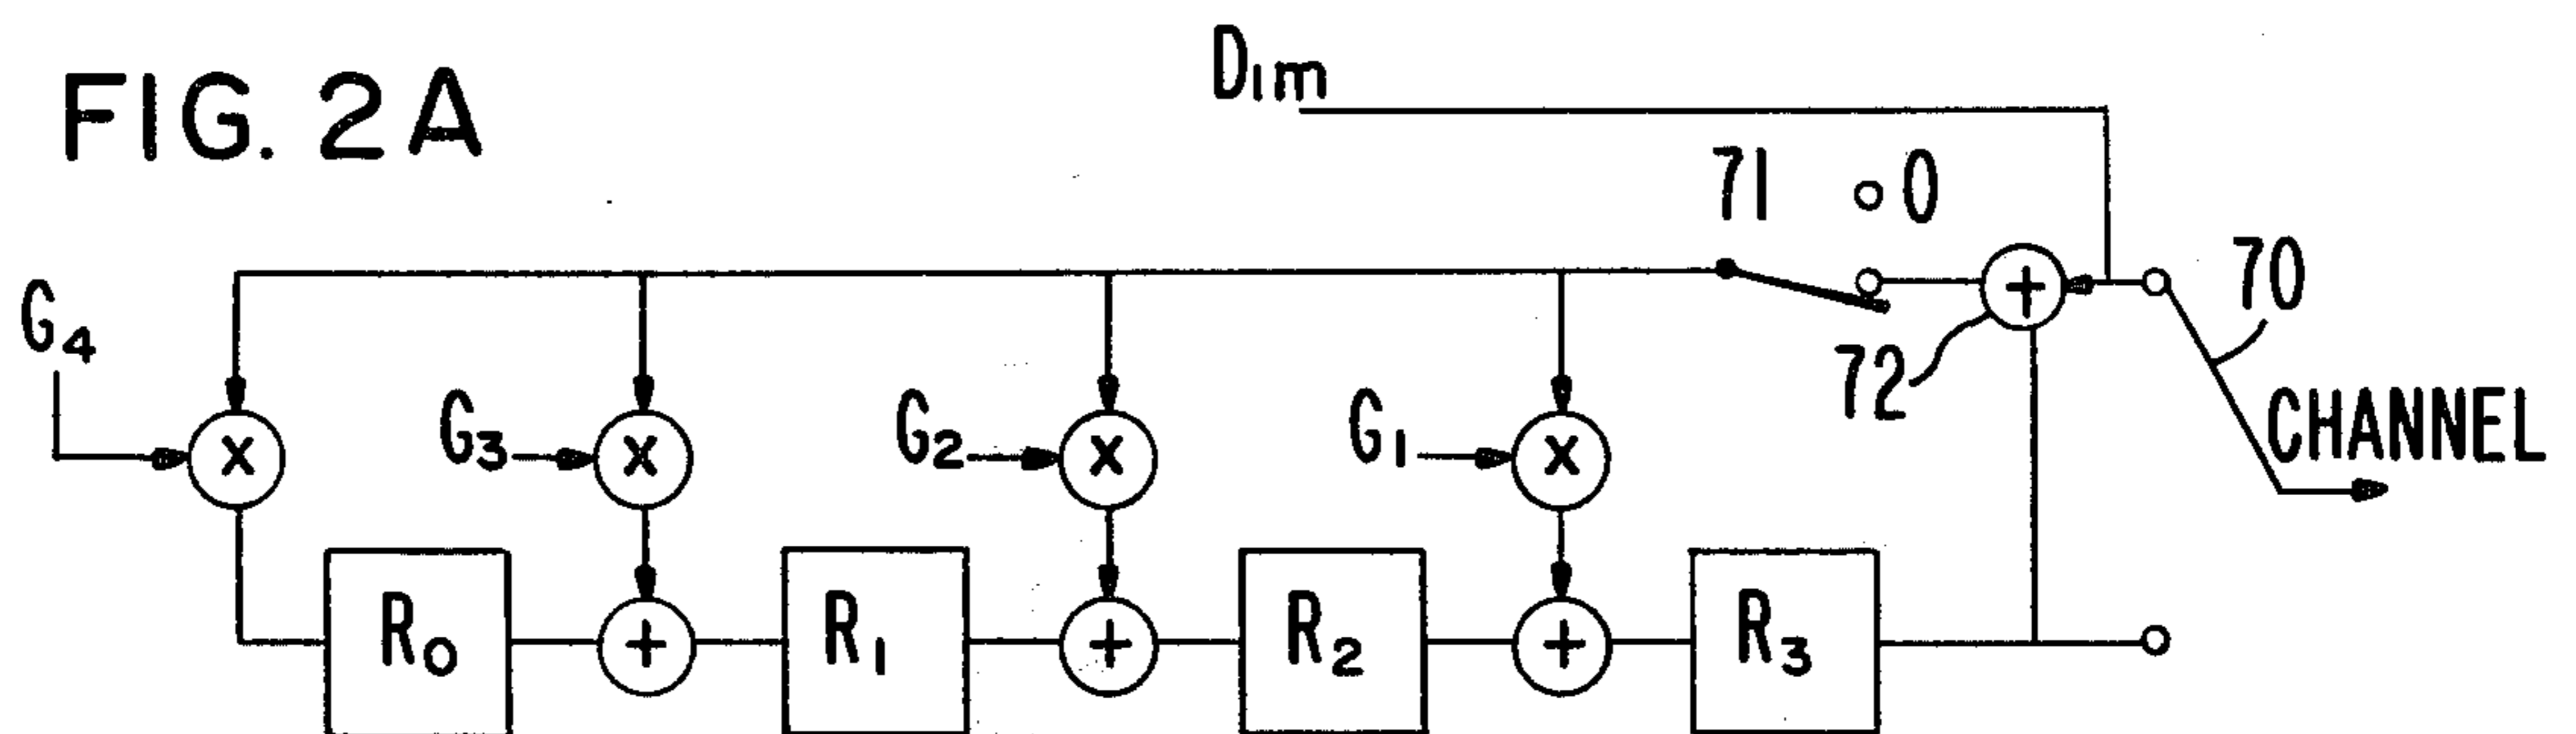 FIG. 2A
D1m
71
0
70
G4
G3
G2
G1
72
CHANNEL
X
X
X
X
+
R0
+
R1
+
R2
+
R3